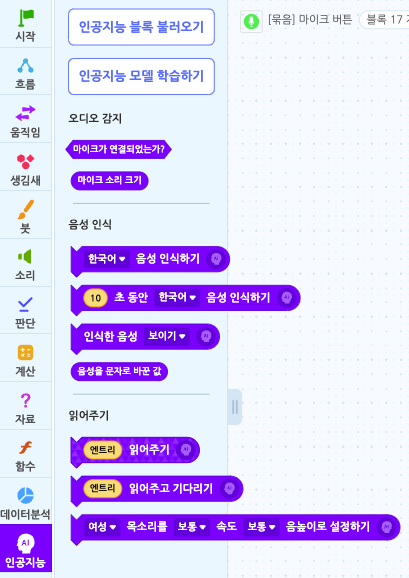 인공지능 블록 불러오기
[묶음] 마이크 버튼 블록 17
시작
인공지능 모델 학습하기
흐름
오디오 감지
움직임
마이크가 연결되었는가?
생김새
마이크 소리 크기
붓
음성 인식
소리
한국어 음성 인식하기
10 초 동안 한국어 음성 인식하기
판단
인식한 음성 보이기
계산
음성을 문자로 바꾼 값
자료
읽어주기
함수
엔트리 읽어주기
데이터분석
엔트리 읽어주고 기다리기
AI
인공지능
여성 목소리를 보통 속도 보통 음높이로 설정하기